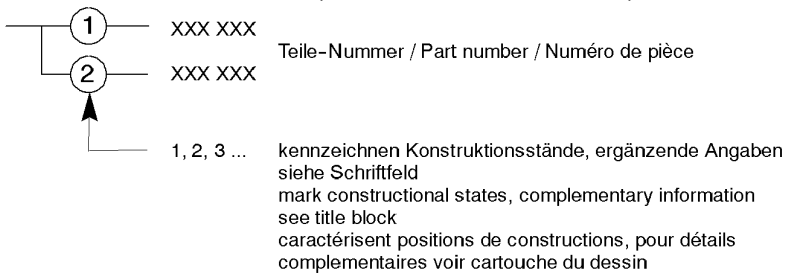 1 XXX XXX
Teile-Nummer / Part number / Numéro de pièce
2 XXX XXX
1, 2, 3 ... kennzeichnen Konstruktionsstände, ergänzende Angaben
siehe Schriftfeld
mark constructional states, complementary information
see title block
caractérisent positions de constructions, pour détails
complementaires voir cartouche du dessin